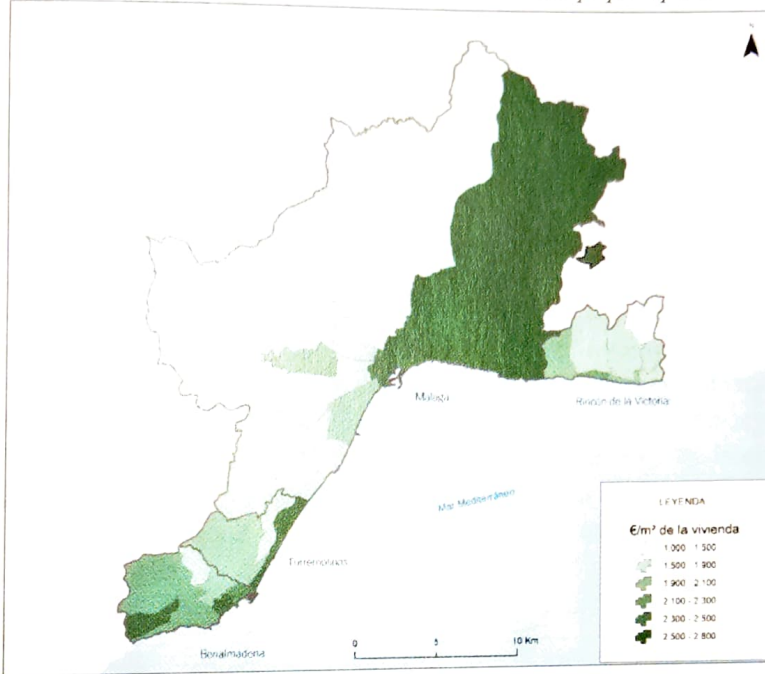 N
Málaga
Rincón de la Victoria
Mar Mediterráneo
Torremolinos
Benalmádena
0 5 10 Km
LEYENDA
€/m² de la vivienda
1.000 - 1.500
1.500 - 1.900
1.900 - 2.100
2.100 - 2.300
2.300 - 2.500
2.500 - 2.800